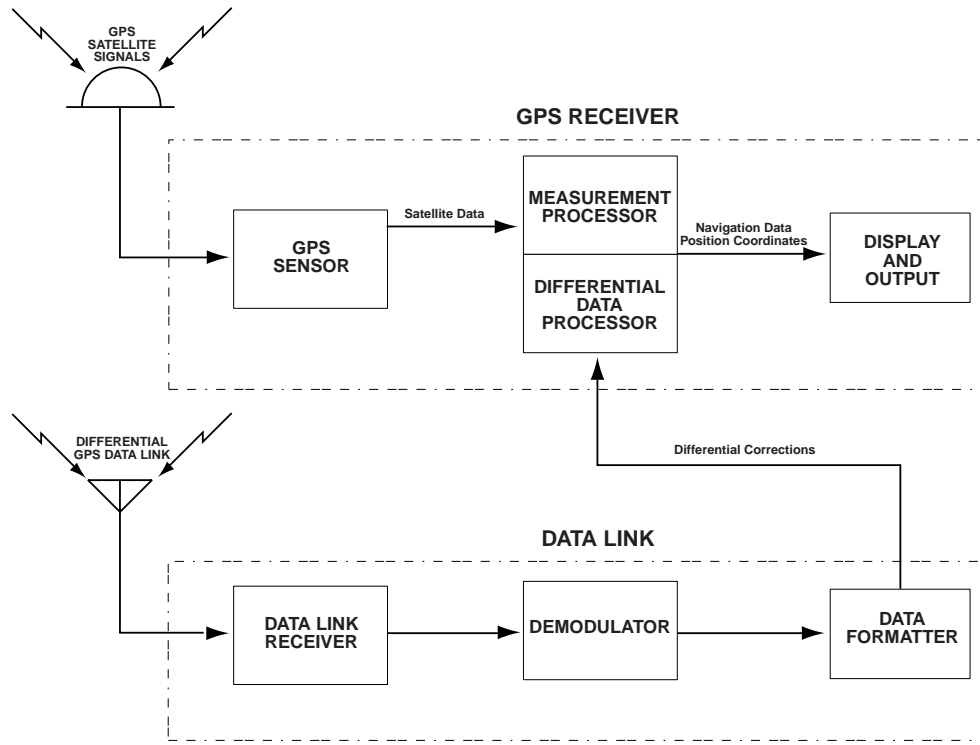 GPS
SATELLITE
SIGNALS
GPS RECEIVER
GPS
SENSOR
Satellite Data
MEASUREMENT
PROCESSOR
DIFFERENTIAL
DATA
PROCESSOR
Navigation Data
Position Coordinates
DISPLAY
AND
OUTPUT
DIFFERENTIAL
GPS DATA LINK
Differential Corrections
DATA LINK
DATA LINK
RECEIVER
DEMODULATOR
DATA
FORMATTER